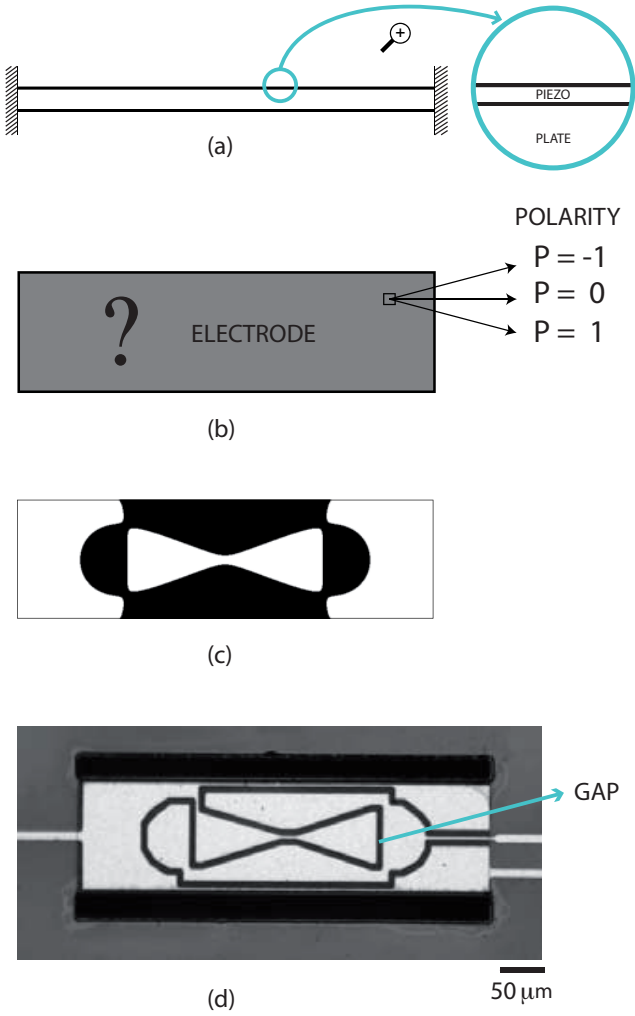 PIEZO
PLATE
(a)
POLARITY
P = -1
P = 0
P = 1
? ELECTRODE
(b)
(c)
GAP
50 µm
(d)